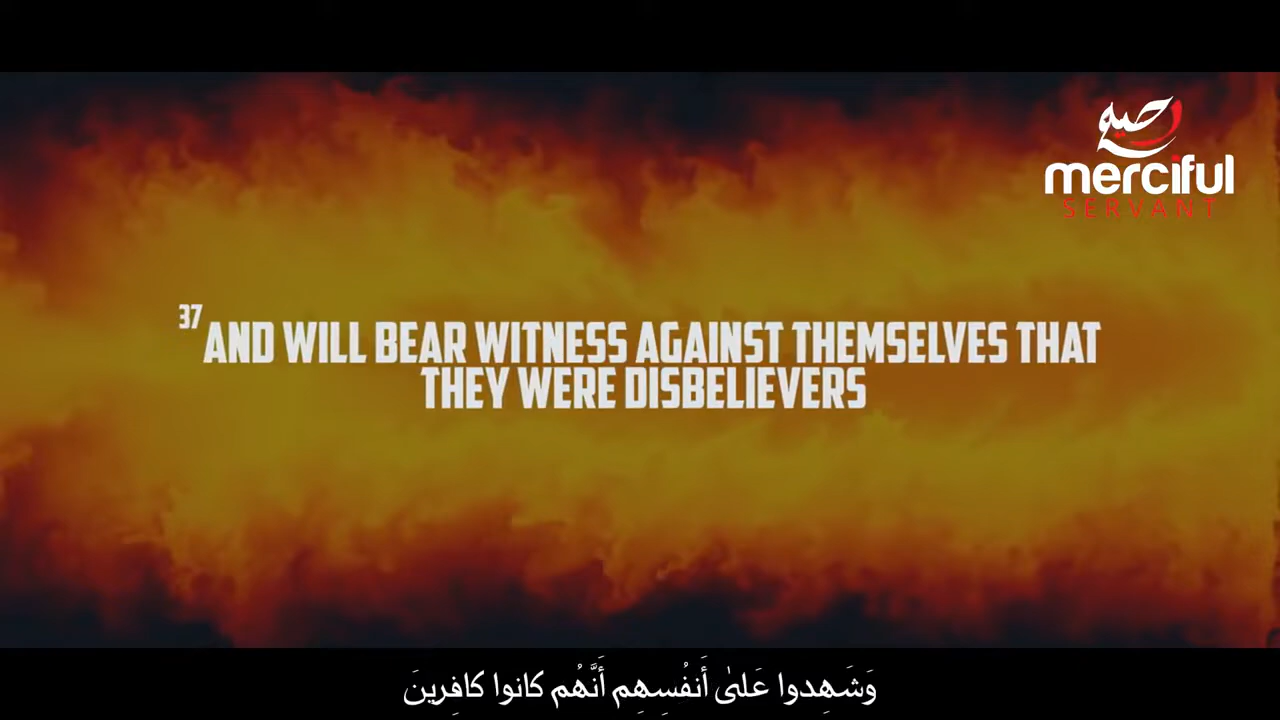 merciful
SERVANT
37 AND WILL BEAR WITNESS AGAINST THEMSELVES THAT
THEY WERE DISBELIEVERS
وَشَهِدوا عَلىٰ أَنفُسِهِم أَنَّهُم كانوا كافِرينَ